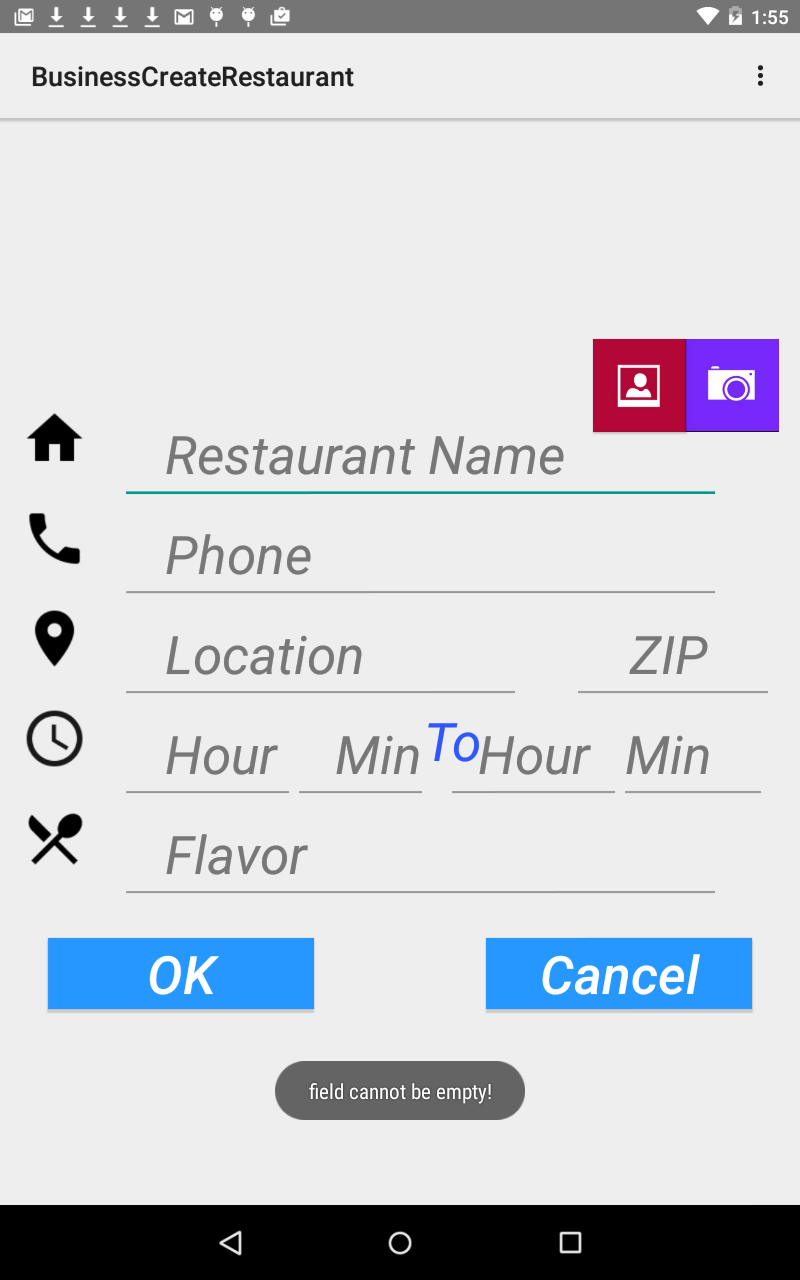 1:55
BusinessCreateRestaurant
Restaurant Name
Phone
Location ZIP
Hour Min To Hour Min
Flavor
OK Cancel
field cannot be empty!